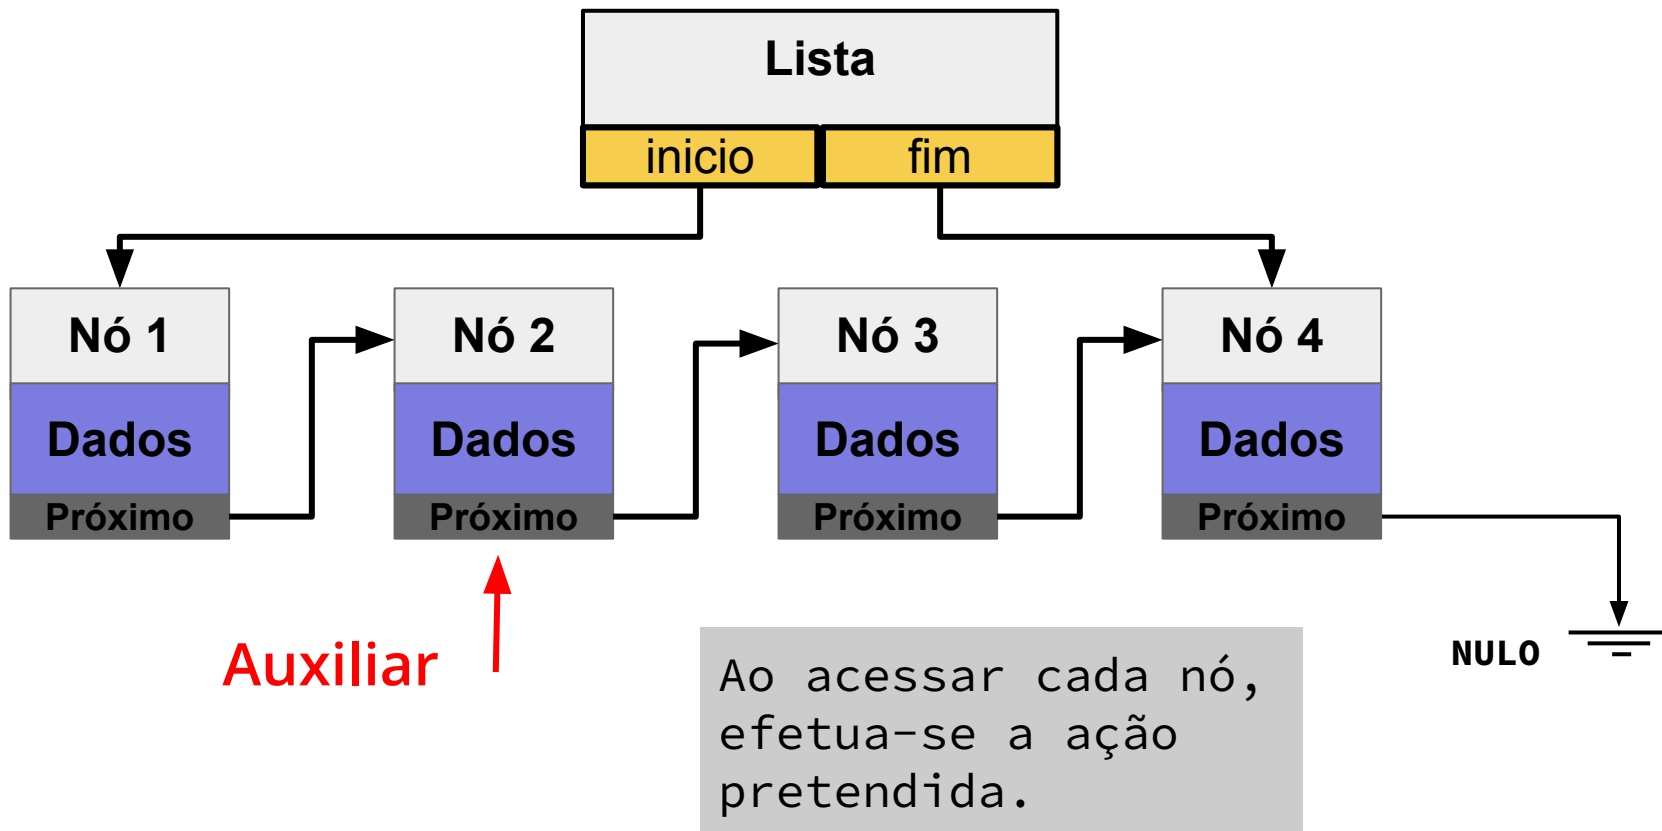 Lista
inicio fim
Nó 1 Nó 2 Nó 3 Nó 4
Dados Dados Dados Dados
Próximo Próximo Próximo Próximo
Auxiliar
NULO
Ao acessar cada nó,
efetua-se a ação
pretendida.